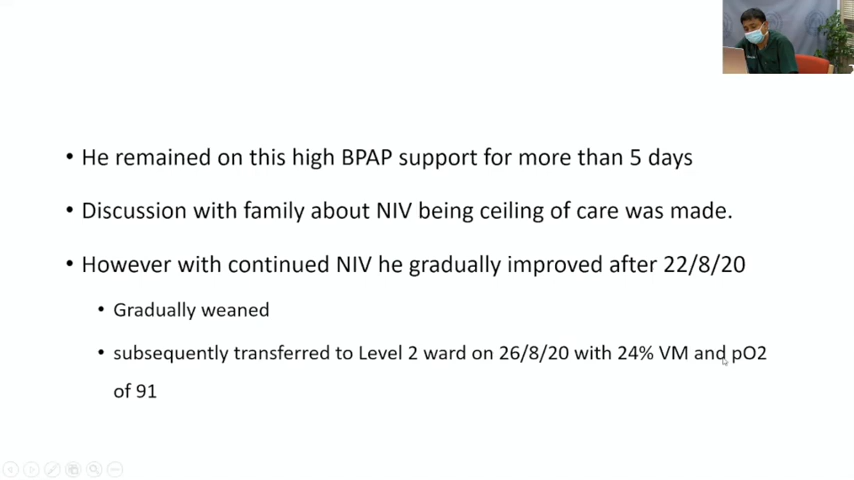 • He remained on this high BPAP support for more than 5 days
• Discussion with family about NIV being ceiling of care was made.
• However with continued NIV he gradually improved after 22/8/20
• Gradually weaned
• subsequently transferred to Level 2 ward on 26/8/20 with 24% VM and pO2
of 91